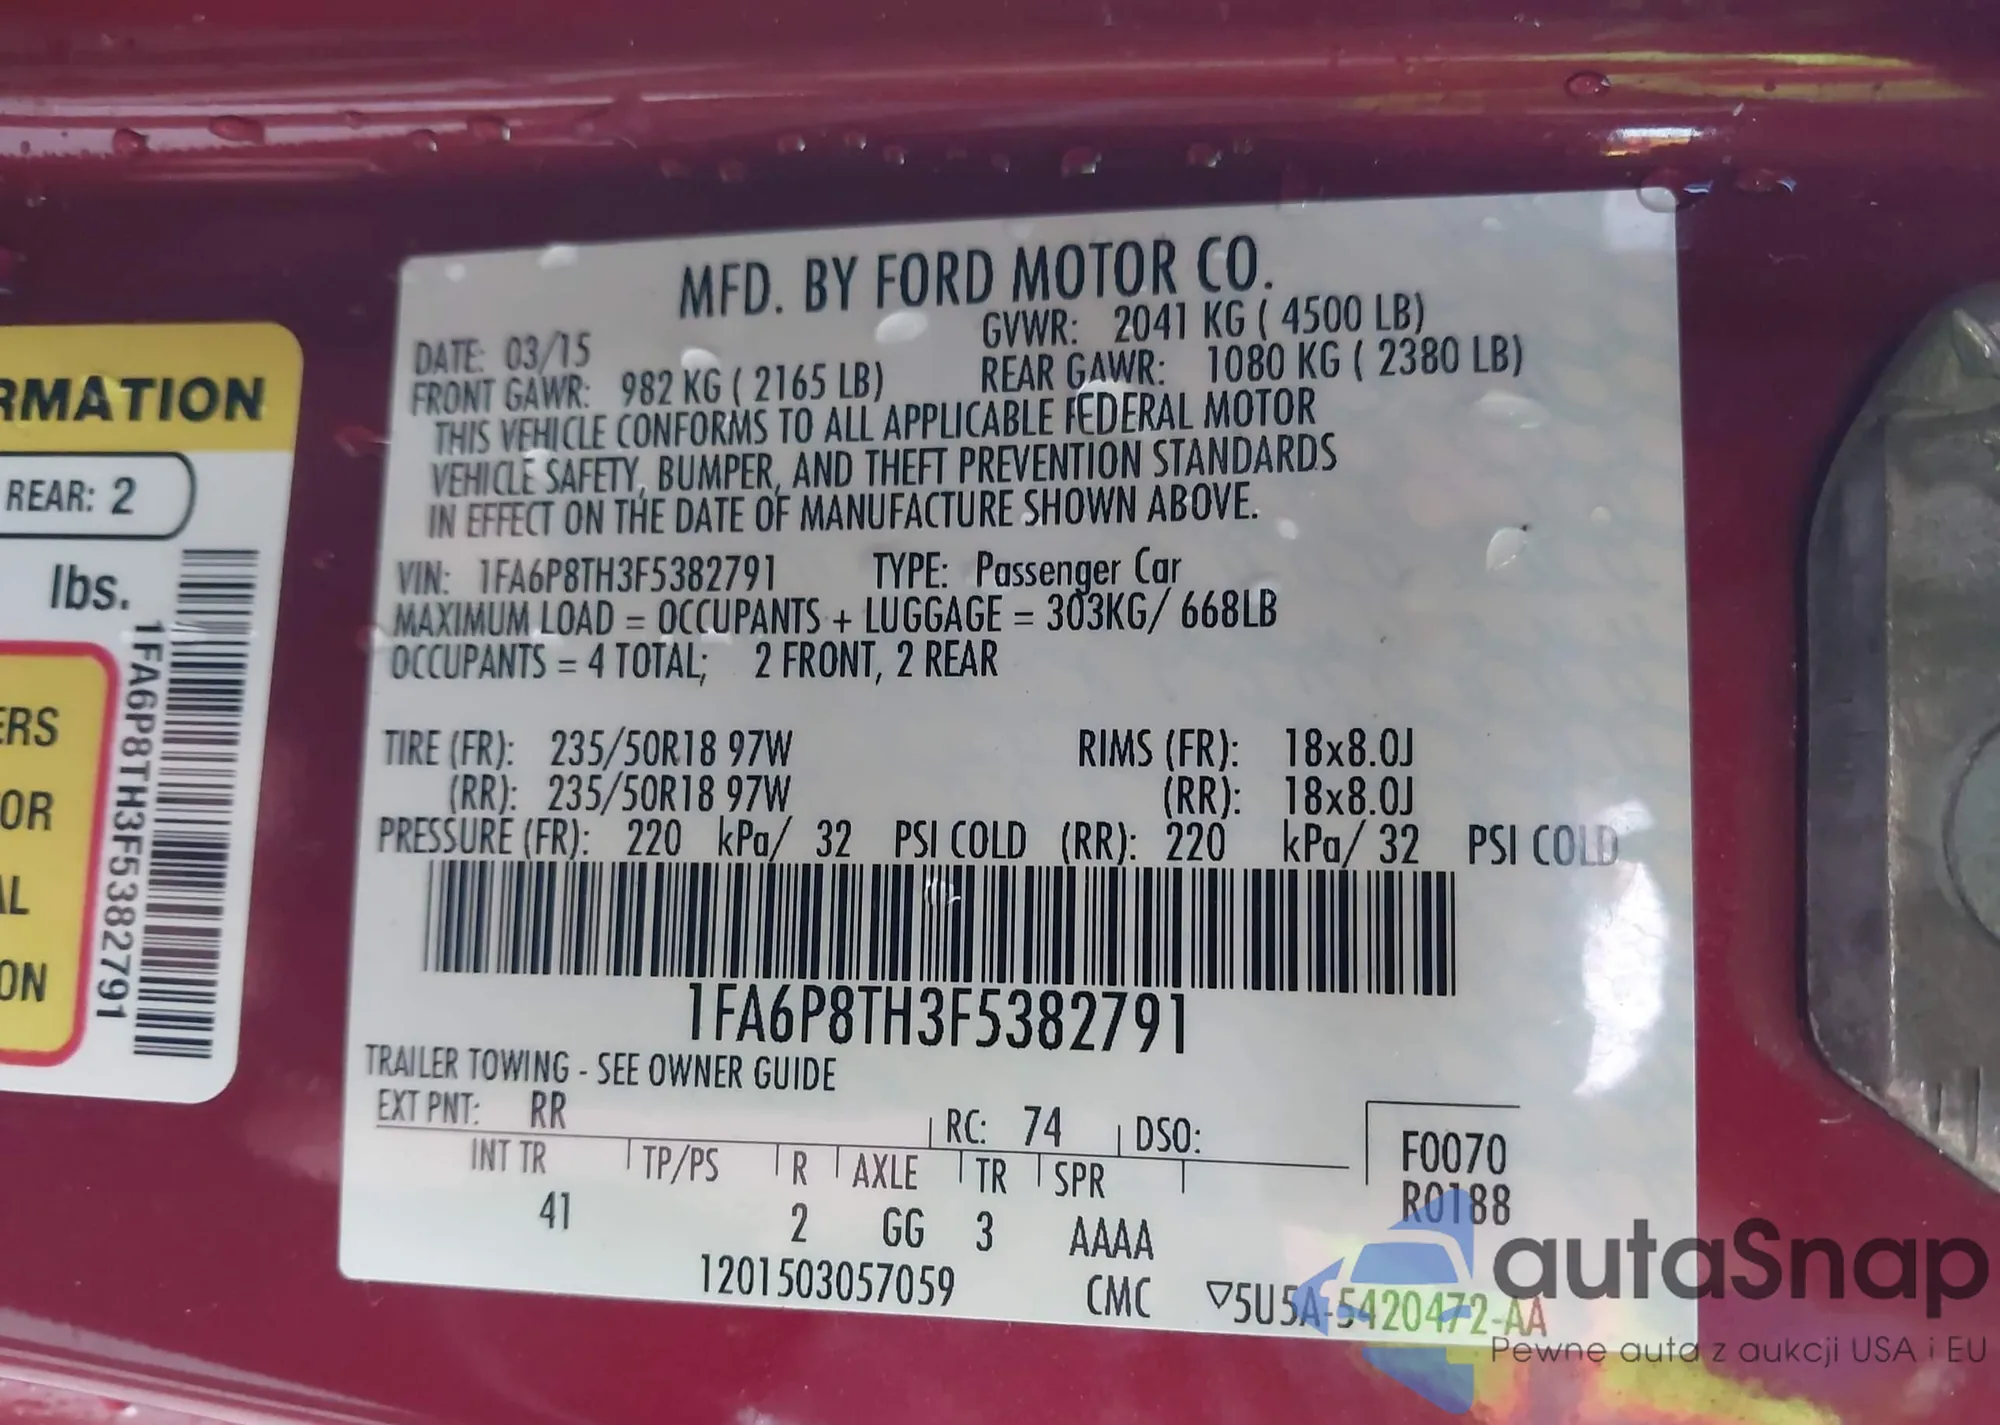 RMATION
REAR: 2
lbs.
ERS
OR
AL
ON
1FA6P8TH3F5382791
MFD. BY FORD MOTOR CO.
DATE: 03/15 GVWR: 2041 KG ( 4500 LB)
FRONT GAWR: 982 KG ( 2165 LB) REAR GAWR: 1080 KG ( 2380 LB)
THIS VEHICLE CONFORMS TO ALL APPLICABLE FEDERAL MOTOR
VEHICLE SAFETY, BUMPER, AND THEFT PREVENTION STANDARDS
IN EFFECT ON THE DATE OF MANUFACTURE SHOWN ABOVE.
VIN: 1FA6P8TH3F5382791 TYPE: Passenger Car
MAXIMUM LOAD = OCCUPANTS + LUGGAGE = 303KG/ 668LB
OCCUPANTS = 4 TOTAL; 2 FRONT, 2 REAR
TIRE (FR): 235/50R18 97W RIMS (FR): 18x8.0J
(RR): 235/50R18 97W (RR): 18x8.0J
PRESSURE (FR): 220 kPa/ 32 PSI COLD (RR): 220 kPa/ 32 PSI COLD
1FA6P8TH3F5382791
TRAILER TOWING - SEE OWNER GUIDE
EXT PNT: RR RC: 74 DSO:
INT TR TP/PS R AXLE TR SPR
41 2 GG 3 AAAA
F0070
R0188
1201503057059 CMC ▽5U5A-5420472-AA
autaSnap
Pewne auta z aukcji USA i EU